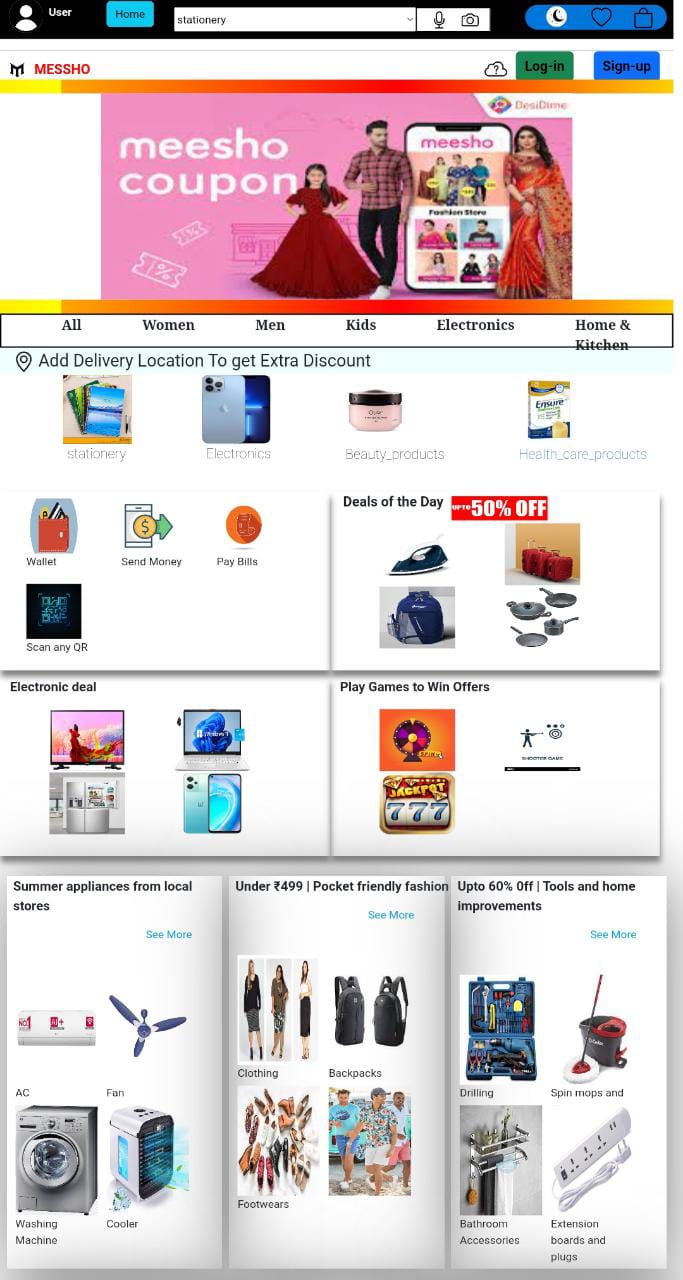 User
Home
stationery
MESSHO
Log-in
Sign-up
DesiDime
meesho
coupon
meesho
Fashion Store
All Women Men Kids Electronics Home &
Kitchen
Add Delivery Location To get Extra Discount
Ensure
stationery Electronics Beauty_products Health_care_products
Wallet Send Money Pay Bills
Scan any QR
Deals of the Day UPTO 50% OFF
Electronic deal
Play Games to Win Offers
SPIN
SHOOTER GAME
JACKPOT
777
Summer appliances from local
stores
See More
AC Fan
Washing
Machine
Cooler
Under ₹499 | Pocket friendly fashion
See More
Clothing Backpacks
Footwears
Upto 60% 0ff | Tools and home
improvements
See More
Drilling Spin mops and
Bathroom
Accessories
Extension
boards and
plugs